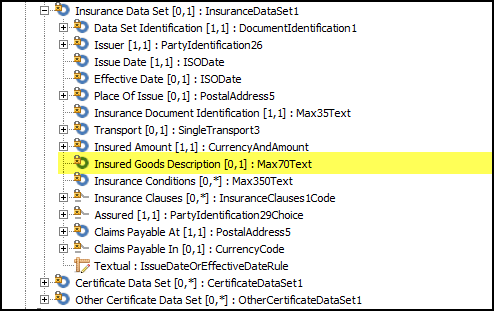 Insurance Data Set [0,1] : InsuranceDataSet1
Data Set Identification [1,1] : DocumentIdentification1
Issuer [1,1] : PartyIdentification26
Issue Date [1,1] : ISODate
Effective Date [0,1] : ISODate
Place Of Issue [0,1] : PostalAddress5
Insurance Document Identification [1,1] : Max35Text
Transport [0,1] : SingleTransport3
Insured Amount [1,1] : CurrencyAndAmount
Insured Goods Description [0,1] : Max70Text
Insurance Conditions [0,*] : Max350Text
Insurance Clauses [0,*] : InsuranceClauses1Code
Assured [1,1] : PartyIdentification29Choice
Claims Payable At [1,1] : PostalAddress5
Claims Payable In [0,1] : CurrencyCode
Textual : IssueDateOrEffectiveDateRule
Certificate Data Set [0,*] : CertificateDataSet1
Other Certificate Data Set [0,*] : OtherCertificateDataSet1